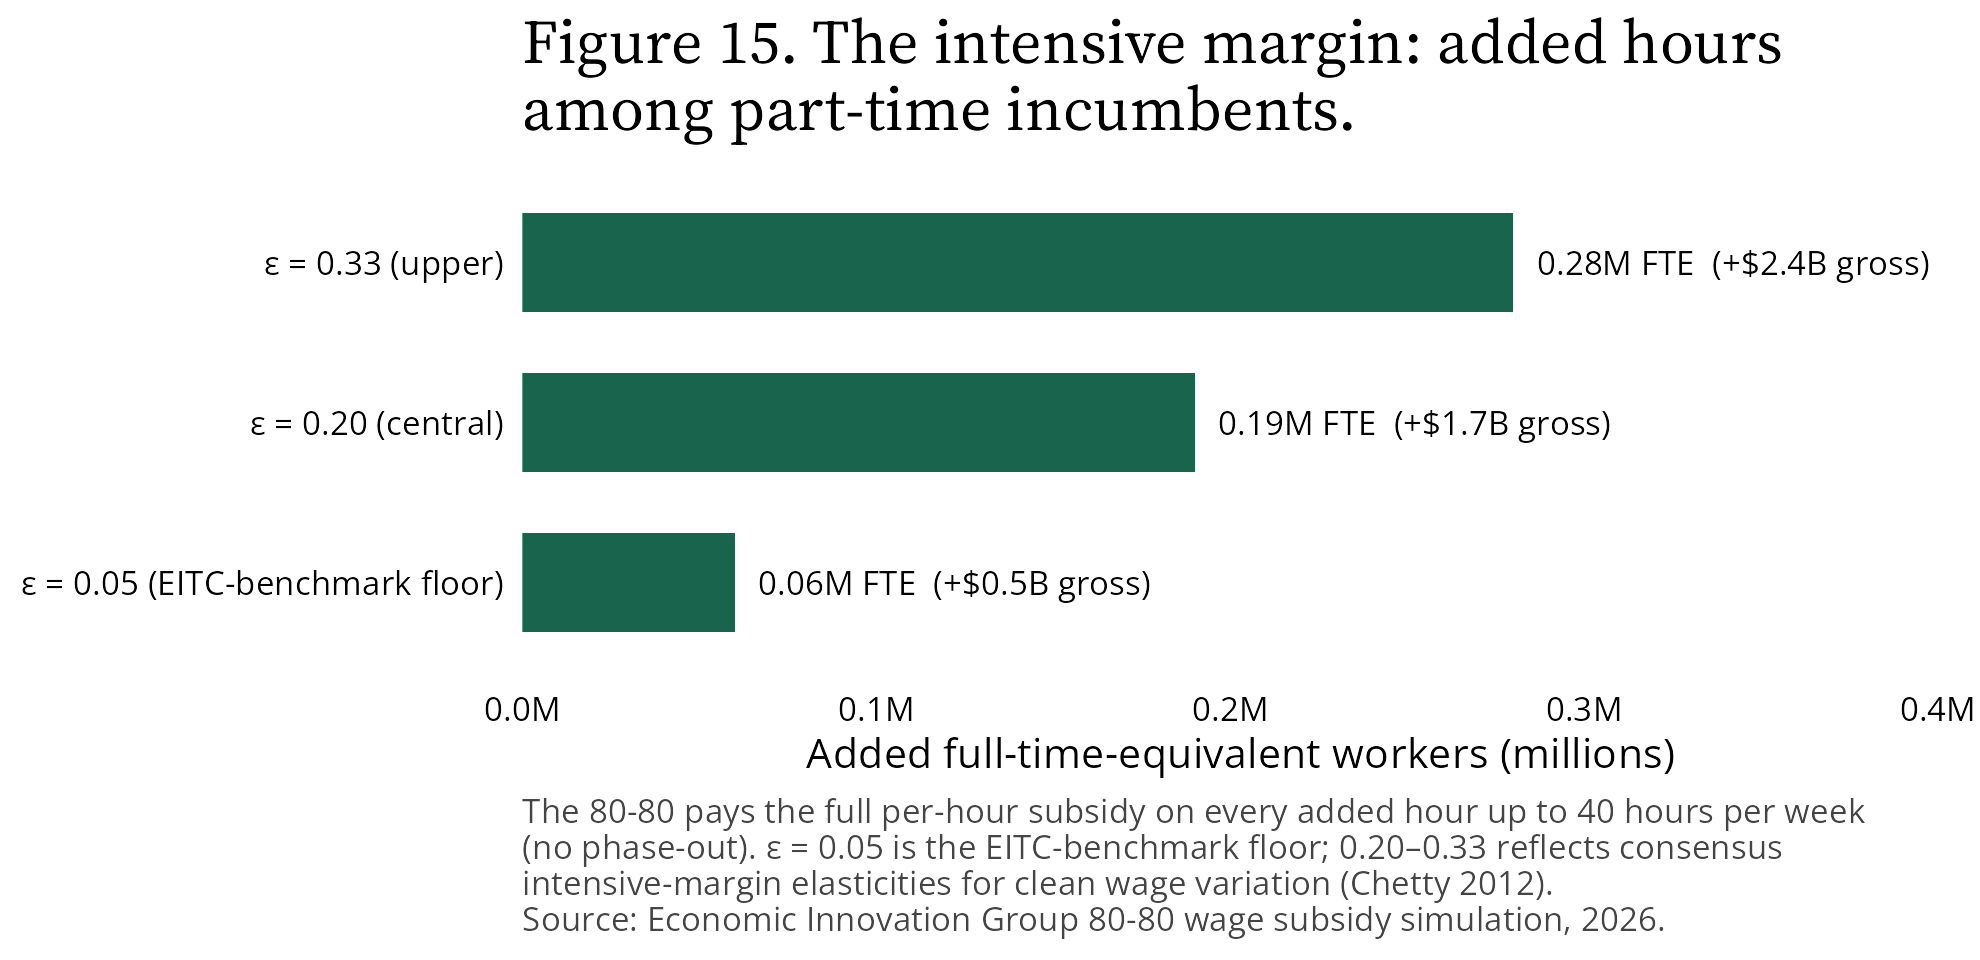 Figure 15. The intensive margin: added hours
among part-time incumbents.
ε = 0.33 (upper)
0.28M FTE (+$2.4B gross)
ε = 0.20 (central)
0.19M FTE (+$1.7B gross)
ε = 0.05 (EITC-benchmark floor)
0.06M FTE (+$0.5B gross)
0.0M 0.1M 0.2M 0.3M 0.4M
Added full-time-equivalent workers (millions)
The 80-80 pays the full per-hour subsidy on every added hour up to 40 hours per week
(no phase-out). ε = 0.05 is the EITC-benchmark floor; 0.20–0.33 reflects consensus
intensive-margin elasticities for clean wage variation (Chetty 2012).
Source: Economic Innovation Group 80-80 wage subsidy simulation, 2026.